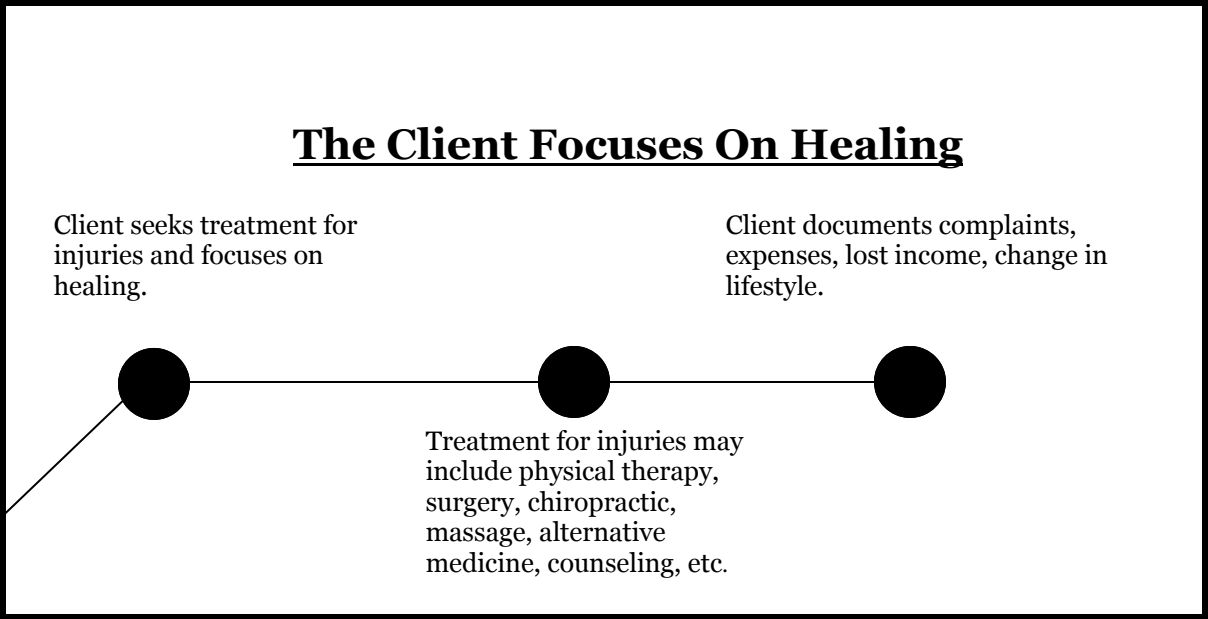 The Client Focuses On Healing
Client seeks treatment for
injuries and focuses on
healing.
Client documents complaints,
expenses, lost income, change in
lifestyle.
Treatment for injuries may
include physical therapy,
surgery, chiropractic,
massage, alternative
medicine, counseling, etc.